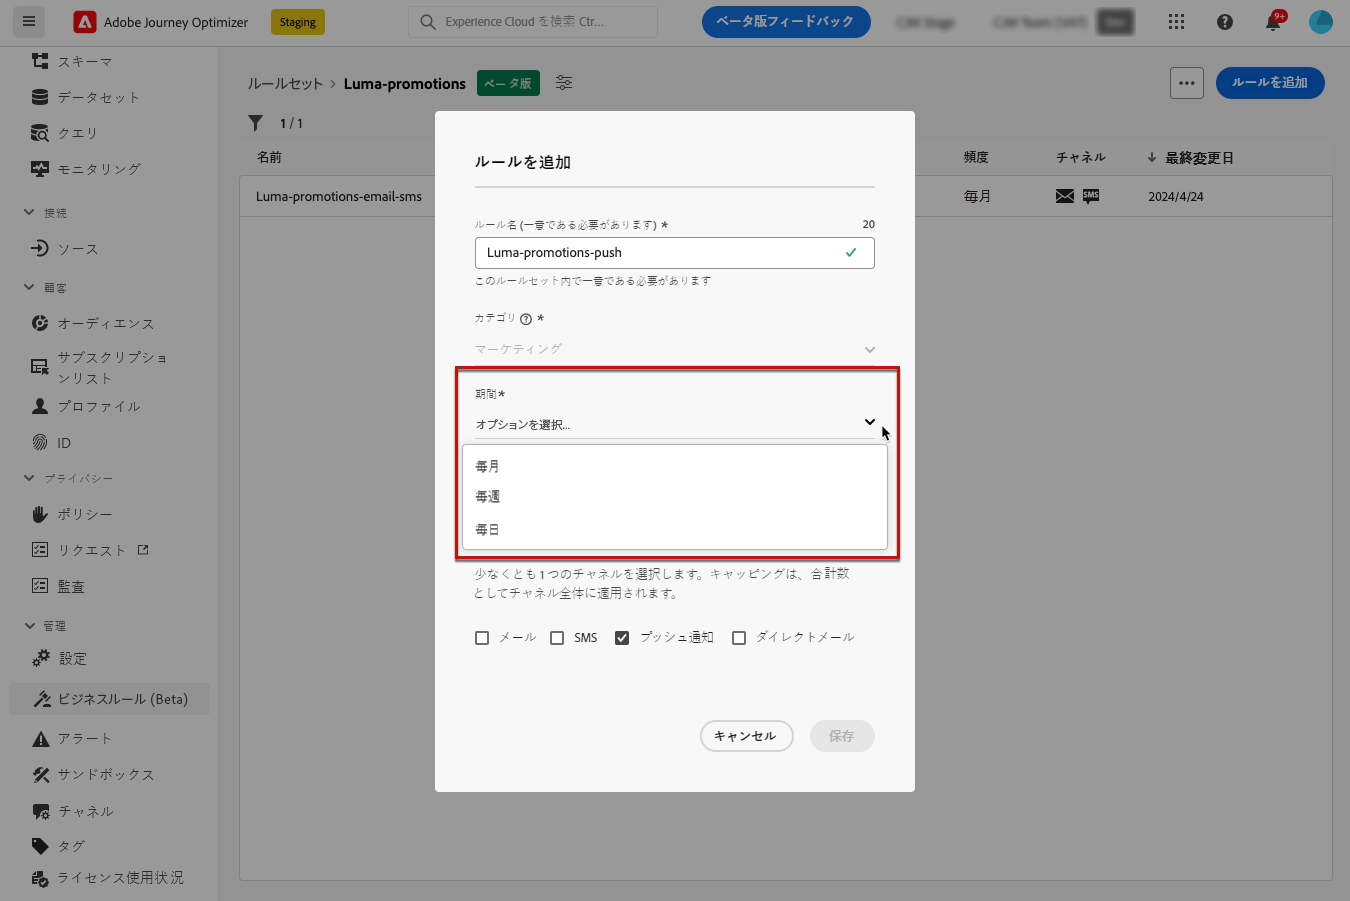 Adobe Journey Optimizer
Staging
Experience Cloud を検索 Ctr...
ベータ版フィードバック
9+
スキーマ
データセット
クエリ
モニタリング
接続
ソース
顧客
オーディエンス
サブスクリプショ
ンリスト
プロファイル
ID
プライバシー
ポリシー
リクエスト
監査
管理
設定
ビジネスルール (Beta)
アラート
サンドボックス
チャネル
タグ
ライセンス使用状況
ルールセット > Luma-promotions ベータ版
ルールを追加
1 / 1
名前 頻度 チャネル ↓ 最終変更日
Luma-promotions-email-sms 毎月 SMS 2024/4/24
ルールを追加
ルール名 (一意である必要があります) * 20
Luma-promotions-push
このルールセット内で一意である必要があります
カテゴリ ? *
マーケティング
期間*
オプションを選択...
毎月
毎週
毎日
少なくとも 1 つのチャネルを選択します。キャッピングは、合計数
としてチャネル全体に適用されます。
メール SMS プッシュ通知 ダイレクトメール
キャンセル 保存